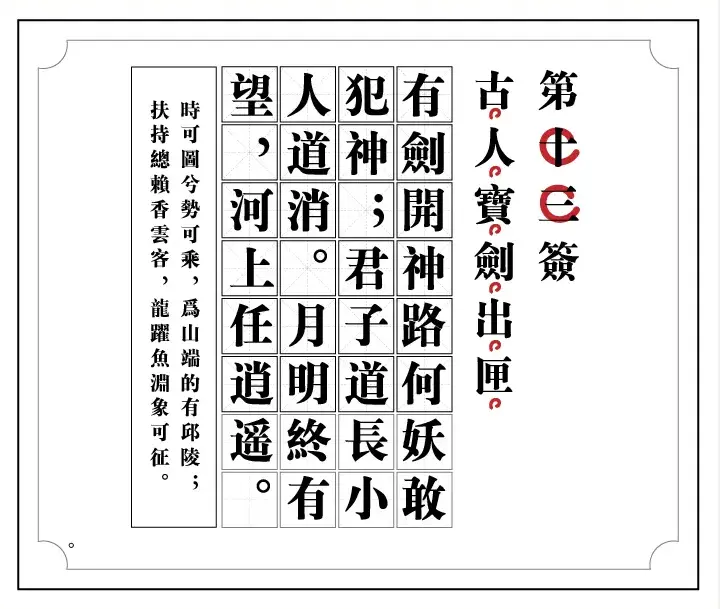 第十三簽
古人寶劍出匣
有劍開神路何妖敢
犯神；君子道長小
人道消。月明終有
望，河上任逍遥。
時可圖兮勢可乘，爲山端的有邱陵；
扶持總賴香雲客，龍躍魚淵象可征。
。